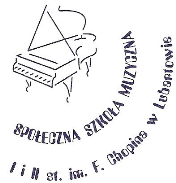 SPOŁECZNA SZKOŁA MUZYCZNA
I i II st. im. F. Chopina w Lubartowie